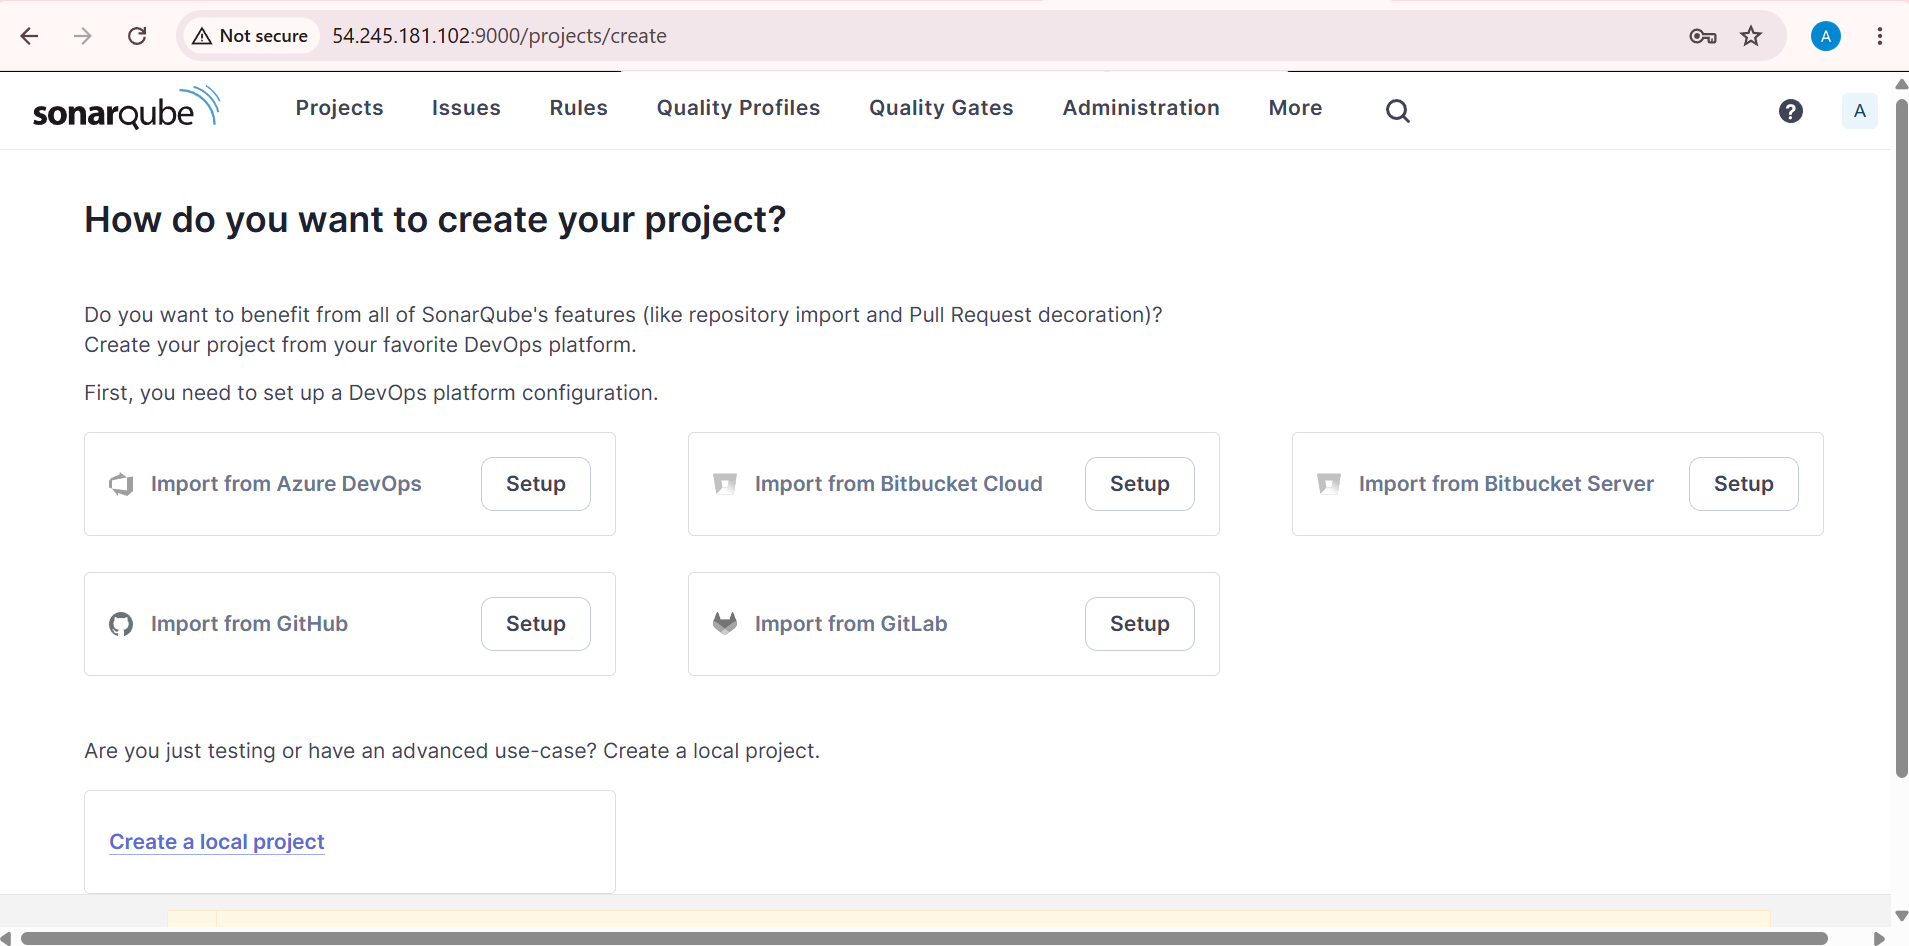 Not secure 54.245.181.102:9000/projects/create A
sonarqube Projects Issues Rules Quality Profiles Quality Gates Administration More ? A
How do you want to create your project?
Do you want to benefit from all of SonarQube's features (like repository import and Pull Request decoration)?
Create your project from your favorite DevOps platform.
First, you need to set up a DevOps platform configuration.
Import from Azure DevOps Setup Import from Bitbucket Cloud Setup Import from Bitbucket Server Setup
Import from GitHub Setup Import from GitLab Setup
Are you just testing or have an advanced use-case? Create a local project.
Create a local project